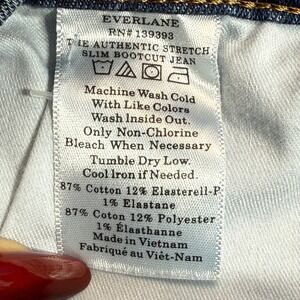 EVERLANE
RN# 139393
THE AUTHENTIC STRETCH
SLIM BOOTCUT JEAN
Machine Wash Cold
With Like Colors
Wash Inside Out.
Only Non-Chlorine
Bleach When Necessary
Tumble Dry Low.
Cool Iron if Needed.
87% Cotton 12% Elasterell-P
1% Elastane
87% Cotton 12% Polyester
1% Élasthanne
Made in Vietnam
Fabriqué au Viêt-Nam